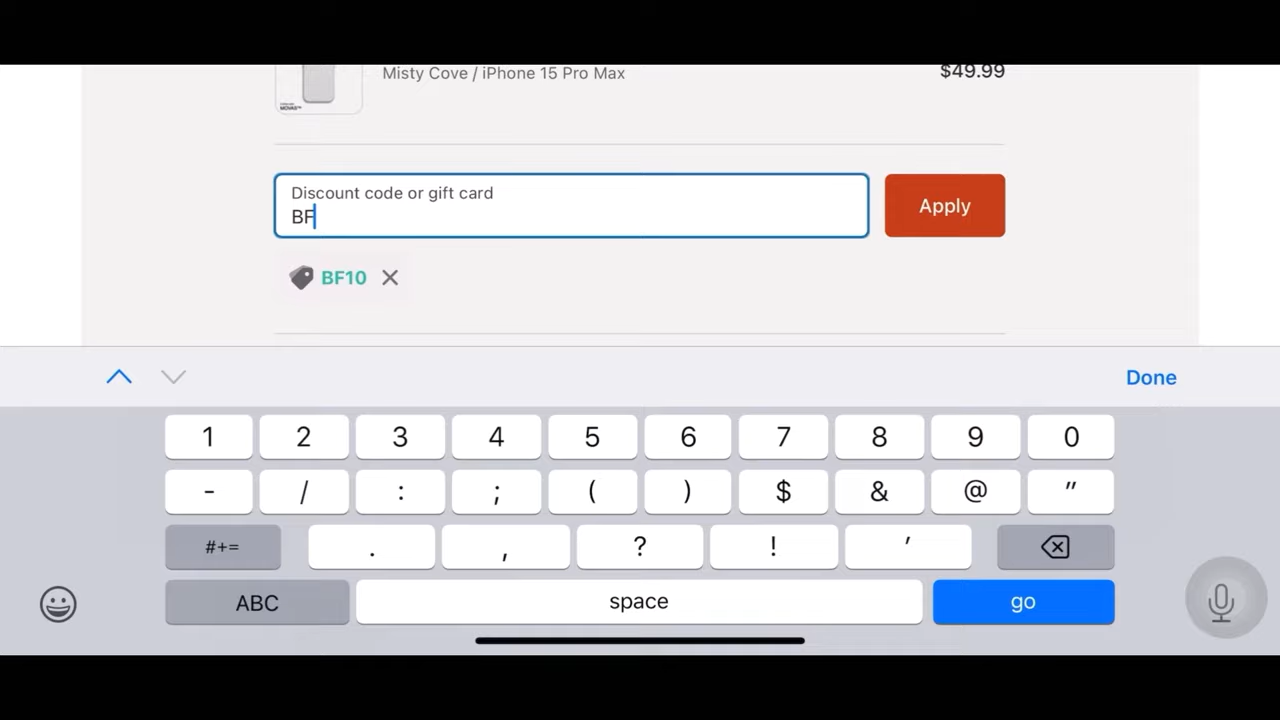 Misty Cove / iPhone 15 Pro Max
$49.99
Discount code or gift card
BF
Apply
BF10
Done
1 2 3 4 5 6 7 8 9 0
- / : ; ( ) $ & @ "
#+= . , ? ! '
ABC space go